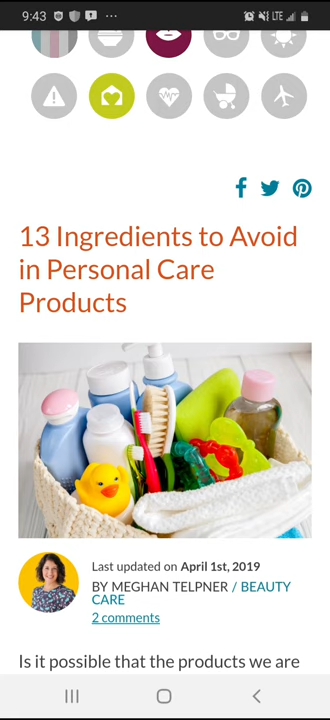 9:43 ... LTE
13 Ingredients to Avoid
in Personal Care
Products
Last updated on April 1st, 2019
BY MEGHAN TELPNER / BEAUTY
CARE
2 comments
Is it possible that the products we are